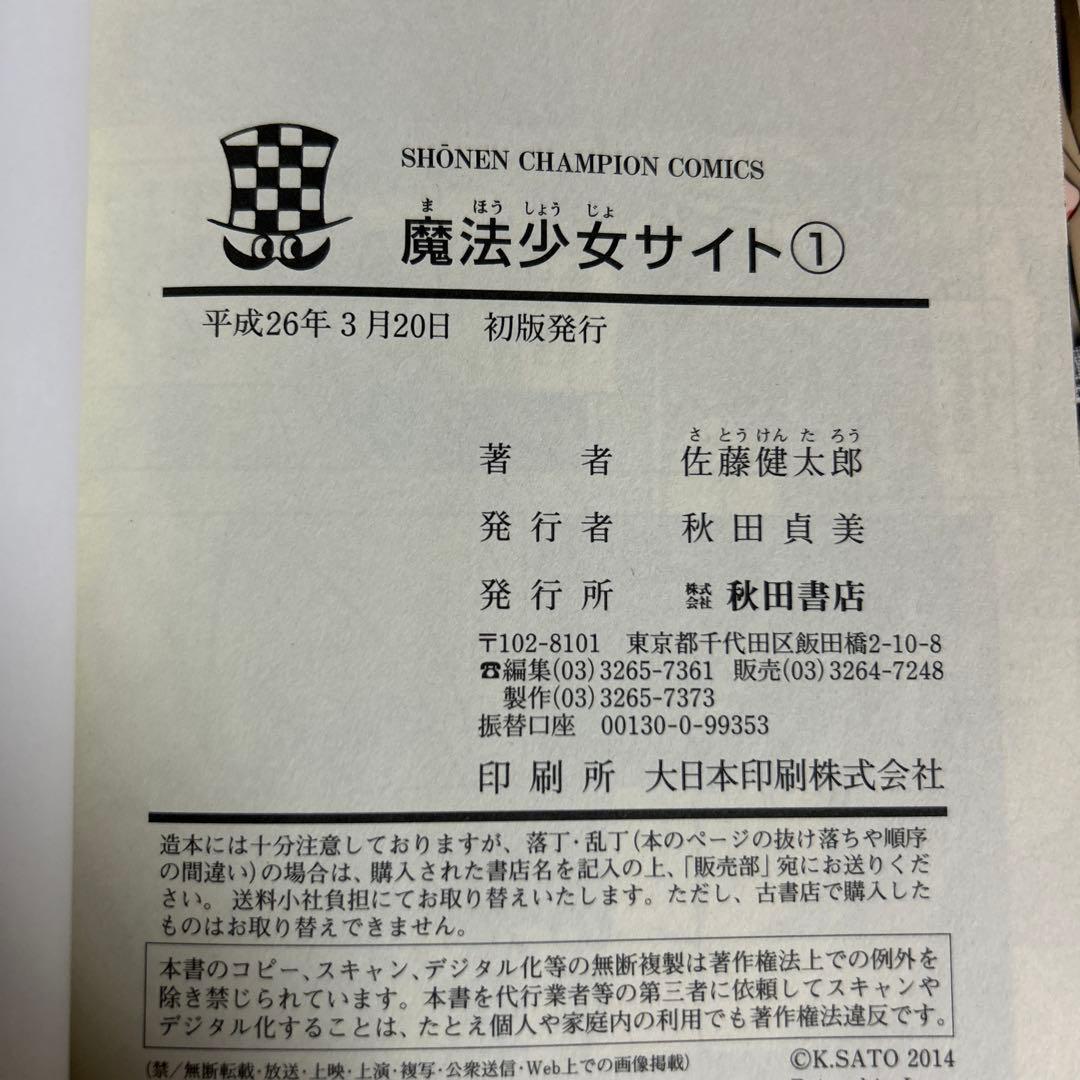 SHŌNEN CHAMPION COMICS
ま ほう しょう じょ
魔法少女サイト①
平成26年3月20日 初版発行
さ とう けん た ろう
著者 佐藤健太郎
発行者 秋田貞美
発行所 株式会社 秋田書店
〒102-8101 東京都千代田区飯田橋2-10-8
☎編集(03)3265-7361 販売(03)3264-7248
製作(03)3265-7373
振替口座 00130-0-99353
印刷所 大日本印刷株式会社
造本には十分注意しておりますが、落丁・乱丁(本のページの抜け落ちや順序
の間違い)の場合は、購入された書店名を記入の上、「販売部」宛にお送りくだ
さい。送料小社負担にてお取り替えいたします。ただし、古書店で購入した
ものはお取り替えできません。
本書のコピー、スキャン、デジタル化等の無断複製は著作権法上での例外を
除き禁じられています。本書を代行業者等の第三者に依頼してスキャンや
デジタル化することは、たとえ個人や家庭内の利用でも著作権法違反です。
(禁/無断転載・放送・上映・上演・複写・公衆送信・Web上での画像掲載)
©K.SATO 2014